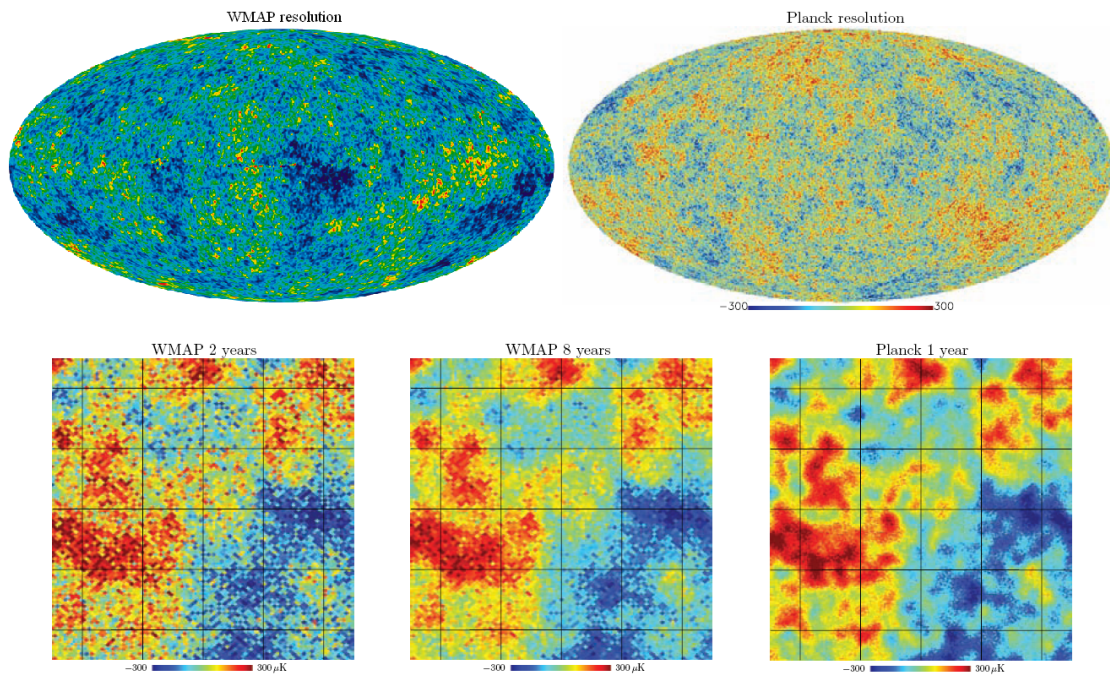 WMAP resolution
Planck resolution
−300 300
WMAP 2 years
WMAP 8 years
Planck 1 year
−300 300 μK
−300 300 μK
−300 300 μK